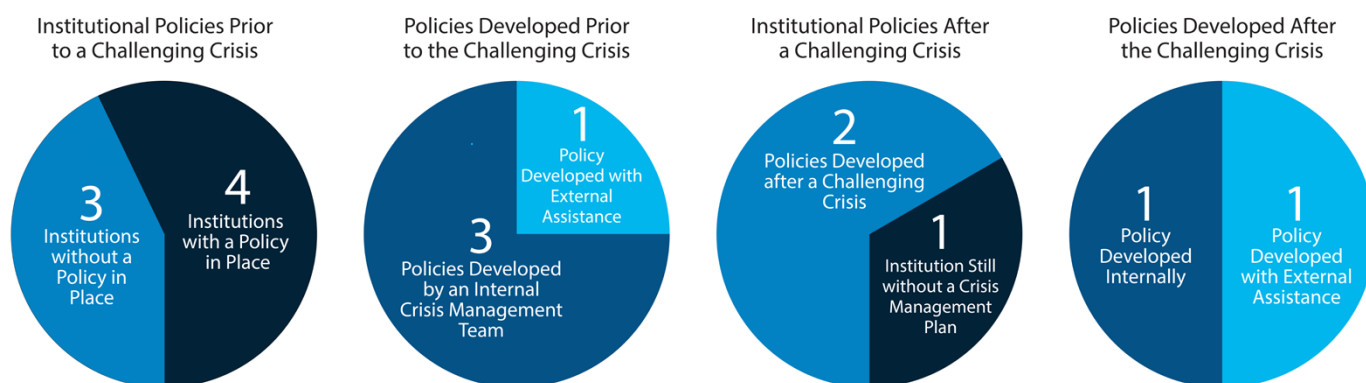 Institutional Policies Prior
to a Challenging Crisis
3
Institutions
without a
Policy in
Place
4
Institutions
with a Policy
in Place
Policies Developed Prior
to the Challenging Crisis
1
Policy
Developed with
External
Assistance
3
Policies Developed
by an Internal
Crisis Management
Team
Institutional Policies After
a Challenging Crisis
2
Policies Developed
after a Challenging
Crisis
1
Institution Still
without a Crisis
Management
Plan
Policies Developed After
the Challenging Crisis
1
Policy
Developed
Internally
1
Policy
Developed
with External
Assistance